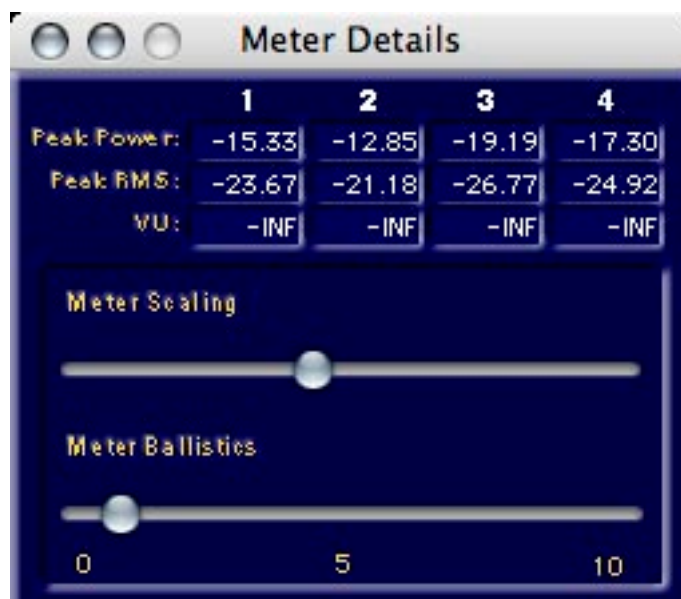 Meter Details
1 2 3 4
Peak Power: -15.33 -12.85 -19.19 -17.30
Peak RMS: -23.67 -21.18 -26.77 -24.92
VU: -INF -INF -INF -INF
Meter Scaling
Meter Ballistics
0 5 10